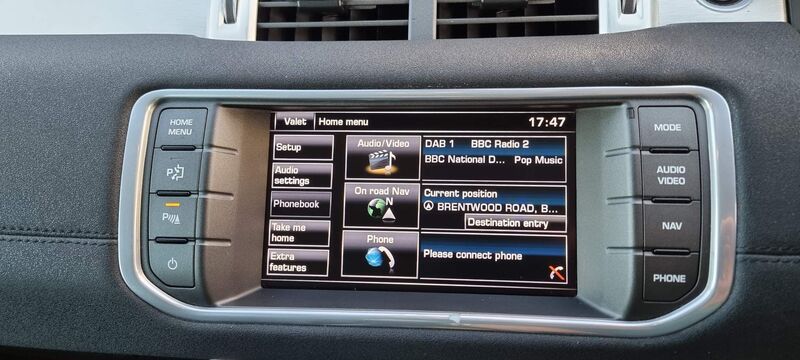 HOME
MENU
P
P
Valet
Home menu
17:47
Setup
Audio
settings
Phonebook
Take me
home
Extra
features
Audio/Video
On road Nav
N
Phone
DAB 1 BBC Radio 2
BBC National D... Pop Music
Current position
BRENTWOOD ROAD, B...
Destination entry
Please connect phone
MODE
AUDIO
VIDEO
NAV
PHONE